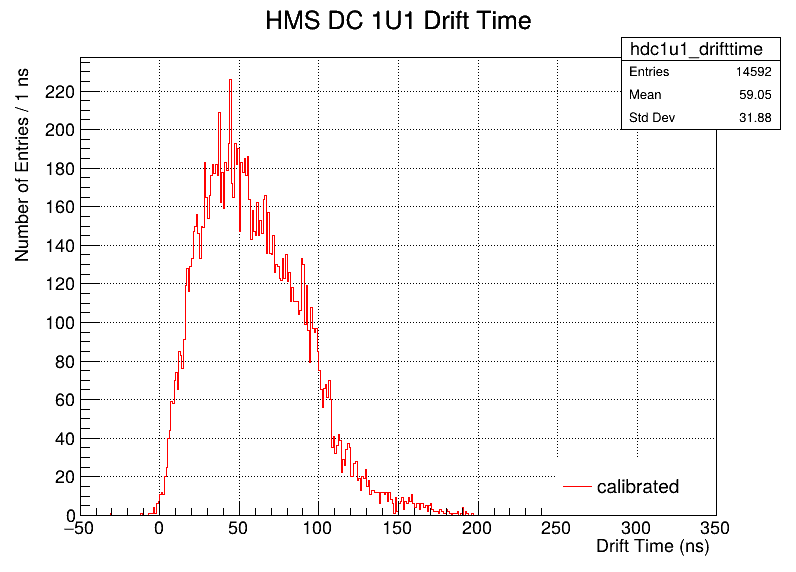 HMS DC 1U1 Drift Time
hdc1u1_drifttime
Entries 14592
Mean 59.05
Std Dev 31.88
Number of Entries / 1 ns
220
200
180
160
140
120
100
80
60
40
20
0
calibrated
−50 0 50 100 150 200 250 300 350
Drift Time (ns)